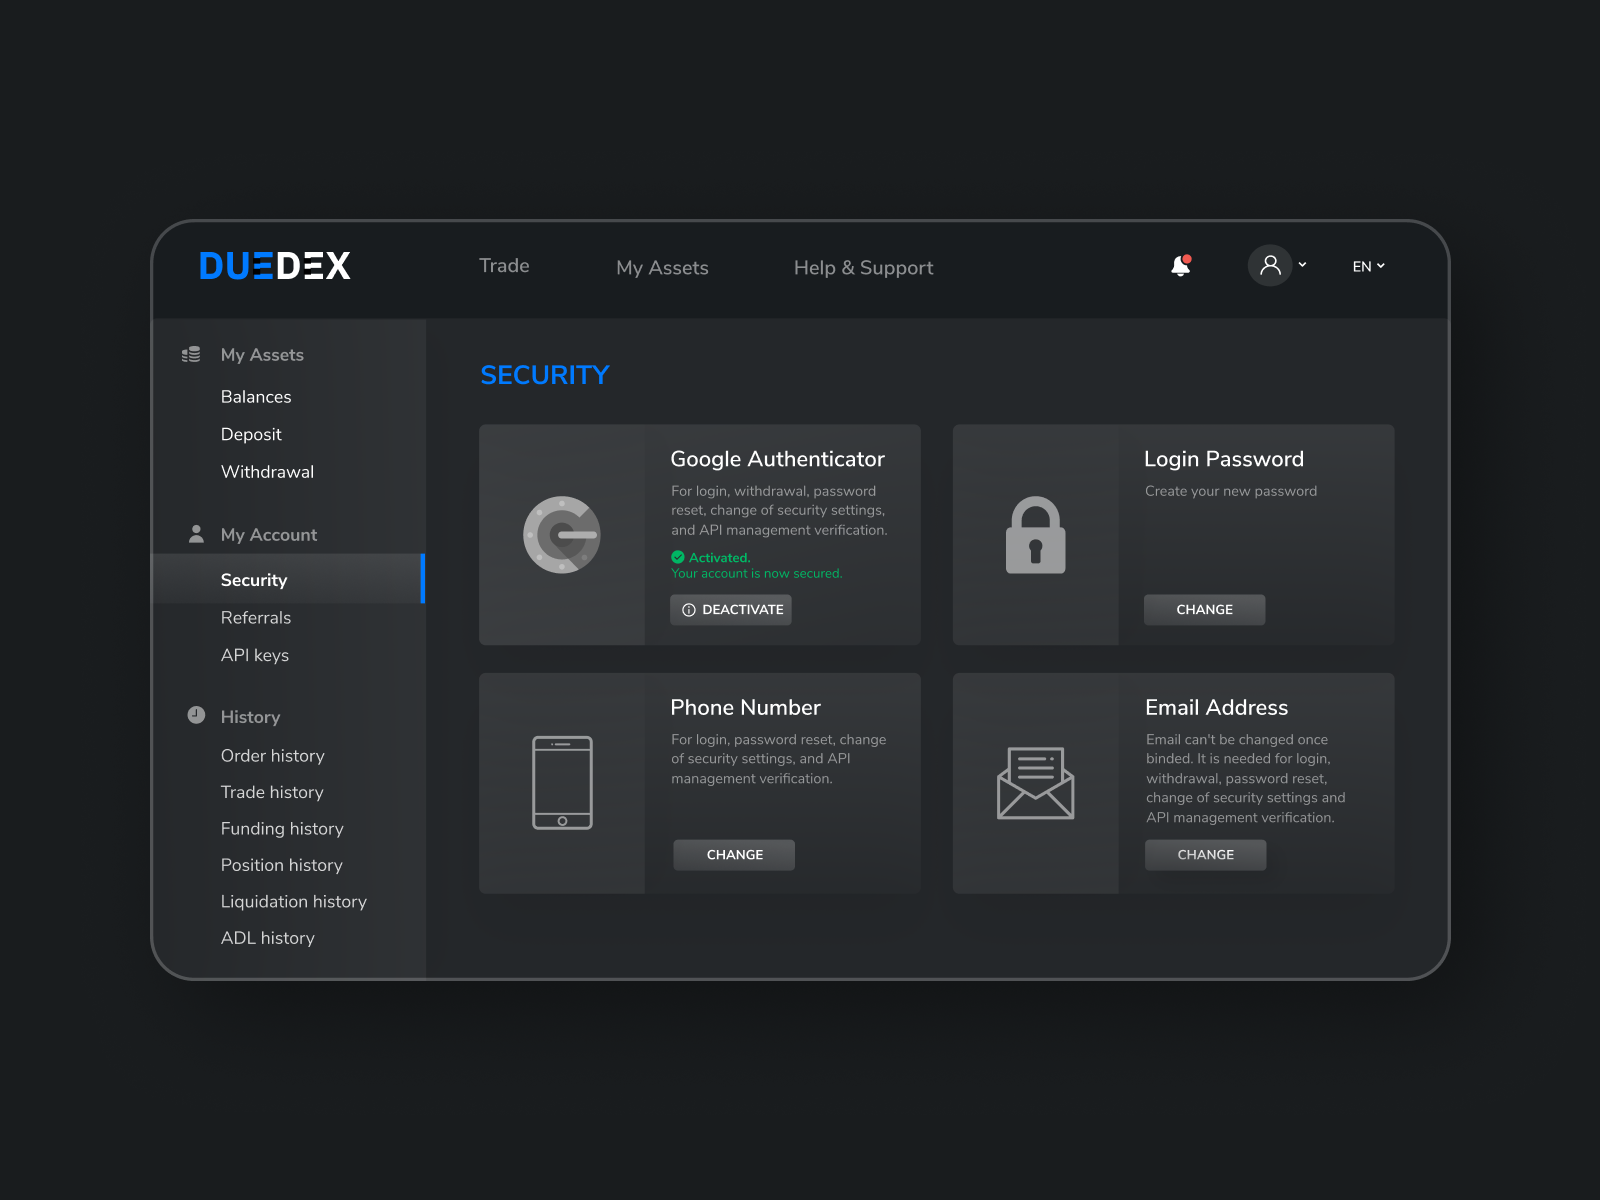 DUEDEX
Trade
My Assets
Help & Support
EN
My Assets
Balances
Deposit
Withdrawal
My Account
Security
Referrals
API keys
History
Order history
Trade history
Funding history
Position history
Liquidation history
ADL history
SECURITY
Google Authenticator
For login, withdrawal, password
reset, change of security settings,
and API management verification.
Activated.
Your account is now secured.
DEACTIVATE
Login Password
Create your new password
CHANGE
Phone Number
For login, password reset, change
of security settings, and API
management verification.
CHANGE
Email Address
Email can't be changed once
binded. It is needed for login,
withdrawal, password reset,
change of security settings and
API management verification.
CHANGE